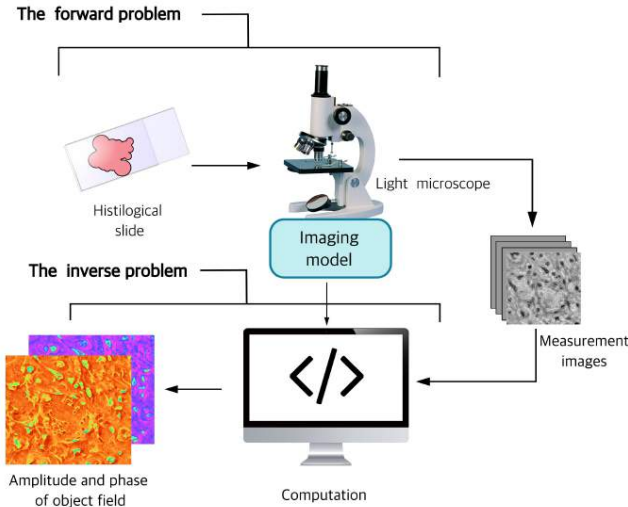 The forward problem
Histilogical
slide
Light microscope
Imaging
model
The inverse problem
Measurement
images
</>
Amplitude and phase
of object field
Computation